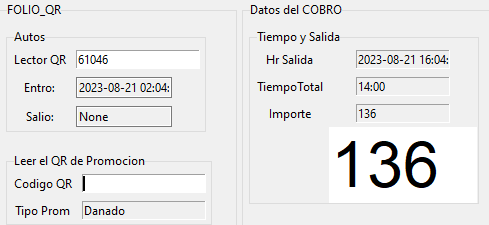 FOLIO_QR
Autos
Lector QR 61046
Entro: 2023-08-21 02:04:
Salio: None
Leer el QR de Promocion
Codigo QR
Tipo Prom Danado
Datos del COBRO
Tiempo y Salida
Hr Salida 2023-08-21 16:04:
TiempoTotal 14:00
Importe 136
136